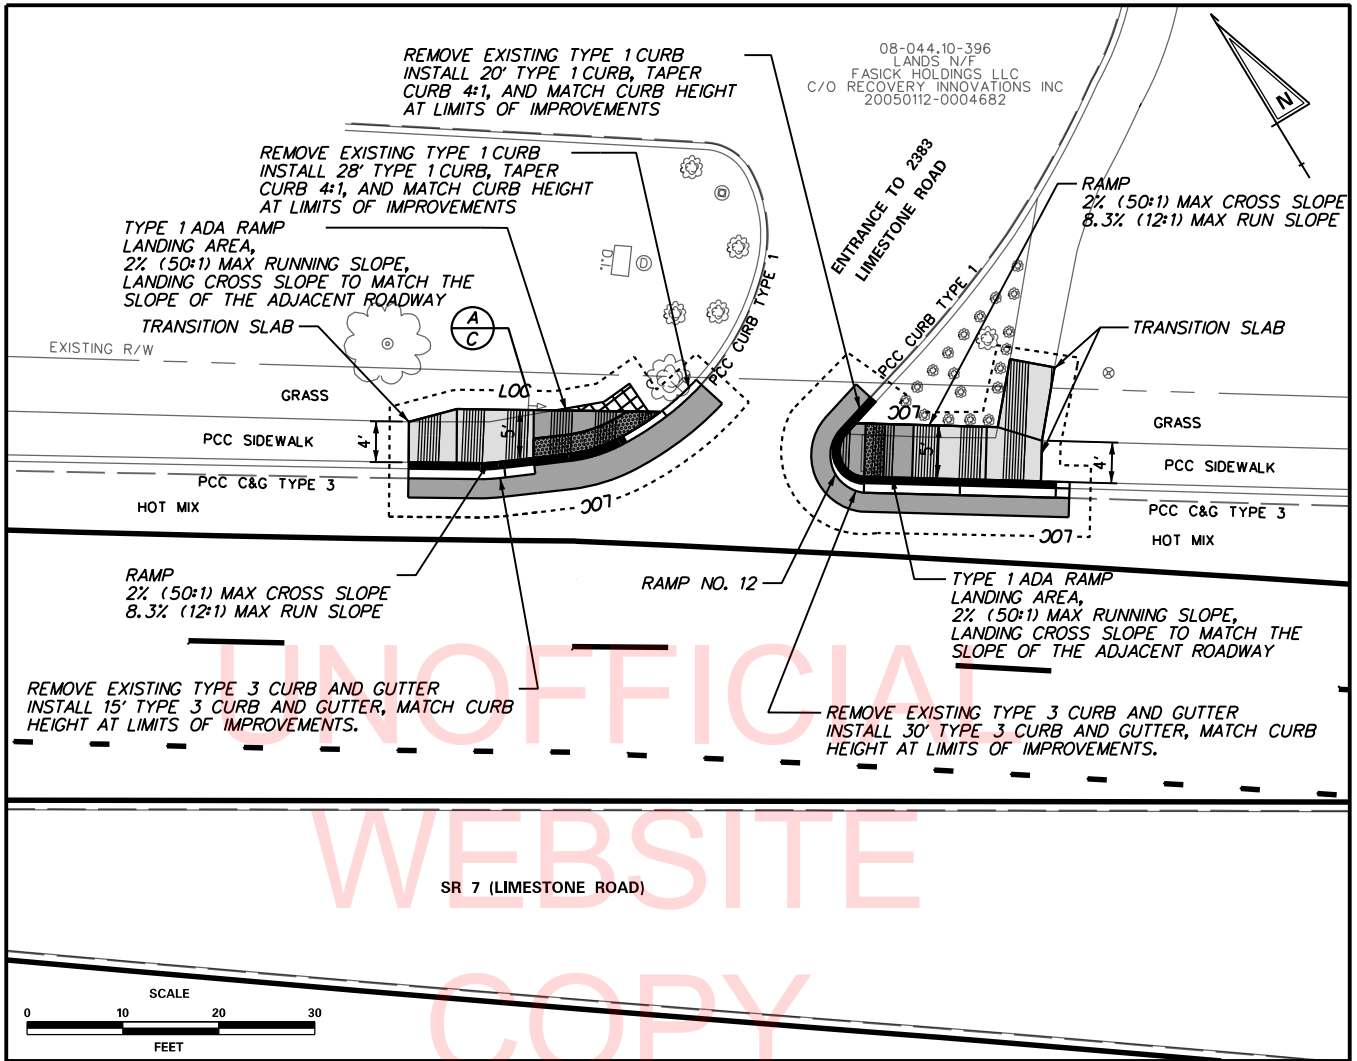 REMOVE EXISTING TYPE 1 CURB
INSTALL 20' TYPE 1 CURB, TAPER
CURB 4:1, AND MATCH CURB HEIGHT
AT LIMITS OF IMPROVEMENTS
08-044.10-396
LANDS N/F
FASICK HOLDINGS LLC
C/O RECOVERY INNOVATIONS INC
20050112-0004682
N
REMOVE EXISTING TYPE 1 CURB
INSTALL 28' TYPE 1 CURB, TAPER
CURB 4:1, AND MATCH CURB HEIGHT
AT LIMITS OF IMPROVEMENTS
ENTRANCE TO 2383
LIMESTONE ROAD
RAMP
2% (50:1) MAX CROSS SLOPE
8.3% (12:1) MAX RUN SLOPE
TYPE 1 ADA RAMP
LANDING AREA,
2% (50:1) MAX RUNNING SLOPE,
LANDING CROSS SLOPE TO MATCH THE
SLOPE OF THE ADJACENT ROADWAY
D.I.
D
TRANSITION SLAB
A
C
PCC CURB TYPE 1
PCC CURB TYPE 1
TRANSITION SLAB
EXISTING R/W
GRASS
LOC
LOC
GRASS
PCC SIDEWALK
4'
5'
5'
4'
PCC SIDEWALK
PCC C&G TYPE 3
LOC
PCC C&G TYPE 3
HOT MIX
LOC
HOT MIX
RAMP
2% (50:1) MAX CROSS SLOPE
8.3% (12:1) MAX RUN SLOPE
RAMP NO. 12
TYPE 1 ADA RAMP
LANDING AREA,
2% (50:1) MAX RUNNING SLOPE,
LANDING CROSS SLOPE TO MATCH THE
SLOPE OF THE ADJACENT ROADWAY
UNOFFICIAL
REMOVE EXISTING TYPE 3 CURB AND GUTTER
INSTALL 15' TYPE 3 CURB AND GUTTER, MATCH CURB
HEIGHT AT LIMITS OF IMPROVEMENTS.
REMOVE EXISTING TYPE 3 CURB AND GUTTER
INSTALL 30' TYPE 3 CURB AND GUTTER, MATCH CURB
HEIGHT AT LIMITS OF IMPROVEMENTS.
WEBSITE
SR 7 (LIMESTONE ROAD)
COPY
SCALE
0 10 20 30
FEET